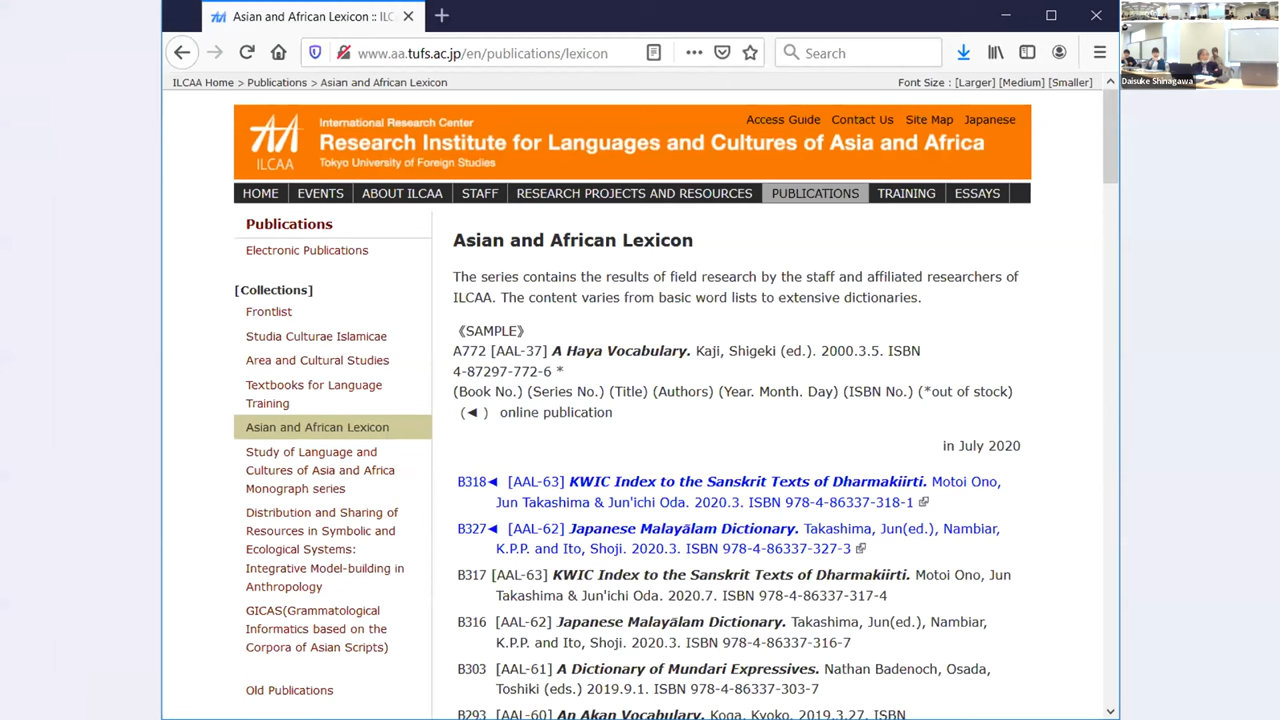 Asian and African Lexicon :: ILC
www.aa.tufs.ac.jp/en/publications/lexicon
Search
Daisuke Shinagawa
ILCAA Home > Publications > Asian and African Lexicon
Font Size : [Larger] [Medium] [Smaller]
ILCAA
International Research Center
Research Institute for Languages and Cultures of Asia and Africa
Tokyo University of Foreign Studies
Access Guide Contact Us Site Map Japanese
HOME EVENTS ABOUT ILCAA STAFF RESEARCH PROJECTS AND RESOURCES PUBLICATIONS TRAINING ESSAYS
Publications
Electronic Publications
[Collections]
Frontlist
Studia Culturae Islamicae
Area and Cultural Studies
Textbooks for Language
Training
Asian and African Lexicon
Study of Language and
Cultures of Asia and Africa
Monograph series
Distribution and Sharing of
Resources in Symbolic and
Ecological Systems:
Integrative Model-building in
Anthropology
GICAS(Grammatological
Informatics based on the
Corpora of Asian Scripts)
Old Publications
Asian and African Lexicon
The series contains the results of field research by the staff and affiliated researchers of
ILCAA. The content varies from basic word lists to extensive dictionaries.
《SAMPLE》
A772 [AAL-37] A Haya Vocabulary. Kaji, Shigeki (ed.). 2000.3.5. ISBN
4-87297-772-6 *
(Book No.) (Series No.) (Title) (Authors) (Year. Month. Day) (ISBN No.) (*out of stock)
（◄ ） online publication
in July 2020
B318◄ [AAL-63] KWIC Index to the Sanskrit Texts of Dharmakiirti. Motoi Ono,
Jun Takashima & Jun'ichi Oda. 2020.3. ISBN 978-4-86337-318-1
B327◄ [AAL-62] Japanese Malayālam Dictionary. Takashima, Jun(ed.), Nambiar,
K.P.P. and Ito, Shoji. 2020.3. ISBN 978-4-86337-327-3
B317 [AAL-63] KWIC Index to the Sanskrit Texts of Dharmakiirti. Motoi Ono, Jun
Takashima & Jun'ichi Oda. 2020.7. ISBN 978-4-86337-317-4
B316 [AAL-62] Japanese Malayālam Dictionary. Takashima, Jun(ed.), Nambiar,
K.P.P. and Ito, Shoji. 2020.3. ISBN 978-4-86337-316-7
B303 [AAL-61] A Dictionary of Mundari Expressives. Nathan Badenoch, Osada,
Toshiki (eds.) 2019.9.1. ISBN 978-4-86337-303-7
B293 [AAL-60] An Akan Vocabulary. Koga, Kyoko. 2019.3.27. ISBN